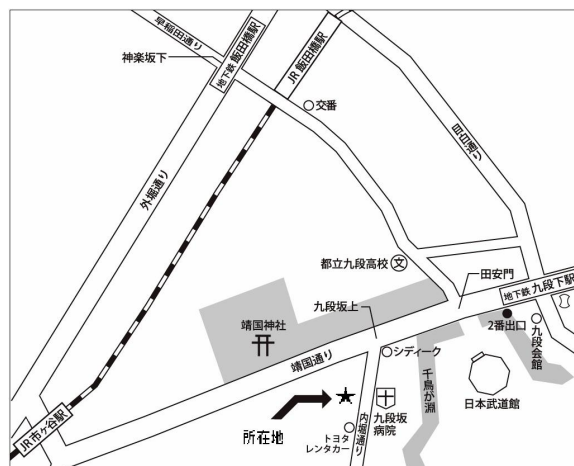 早稲田通り
神楽坂下
地下鉄 飯田橋駅
JR 飯田橋駅
交番
目白通り
外堀通り
都立九段高校
文
田安門
地下鉄 九段下駅
九段坂上
2番出口
九段会館
靖国神社
靖国通り
シディーク
千鳥が淵
日本武道館
JR 市ヶ谷駅
所在地
九段坂
病院
内堀通り
トヨタ
レンタカー